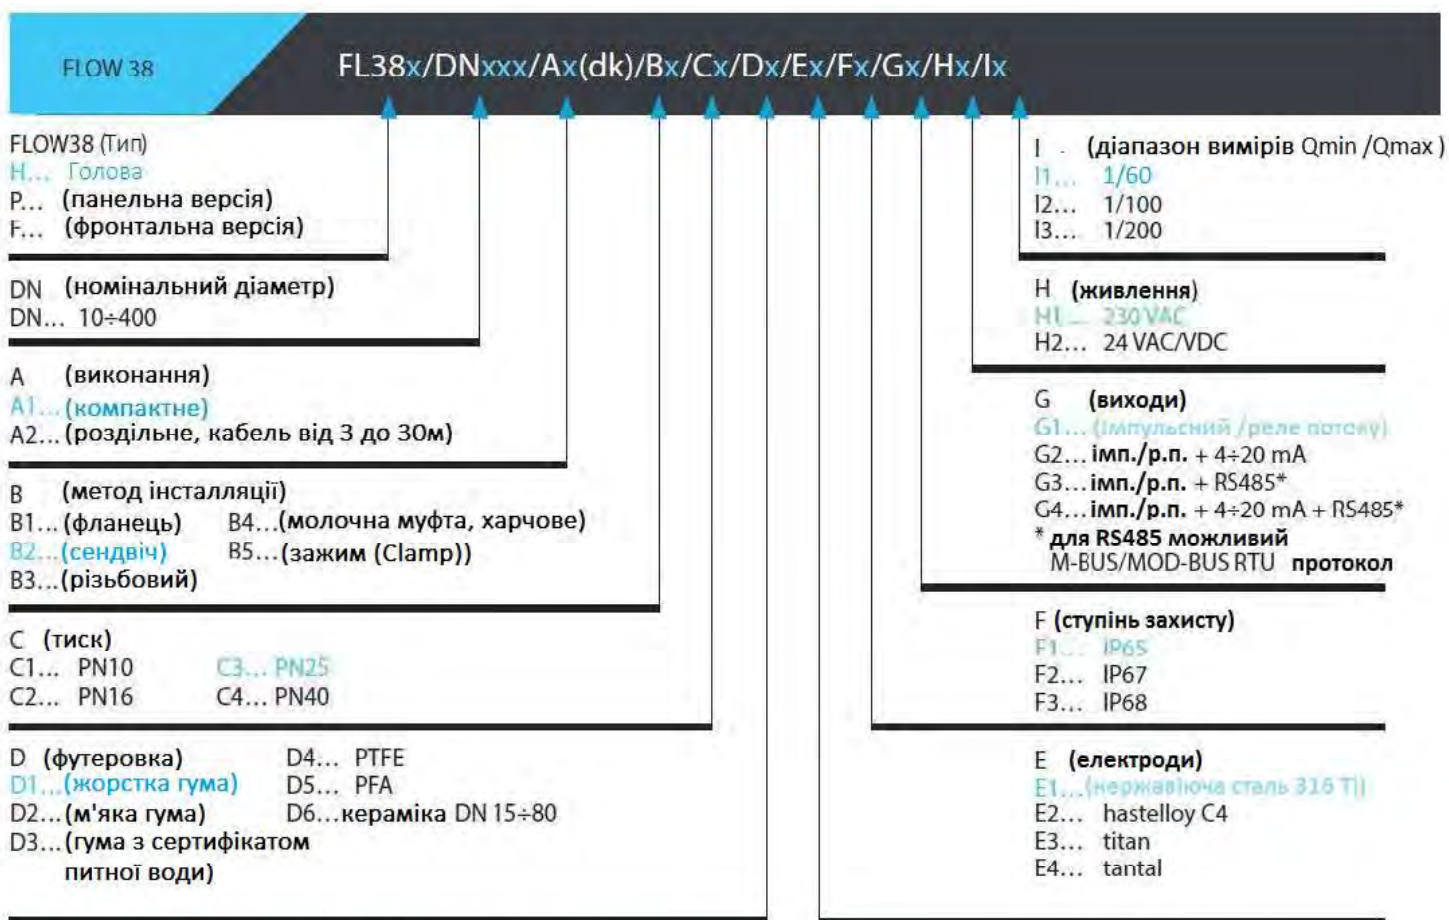 FLOW 38
FL38x/DNxxx/Ax(dk)/Bx/Cx/Dx/Ex/Fx/Gx/Hx/Ix
FLOW38 (Тип)
H... Голова
P... (панельна версія)
F... (фронтальна версія)
DN (номінальний діаметр)
DN... 10÷400
A (виконання)
A1...(компактне)
A2...(роздільне, кабель від 3 до 30м)
B (метод інсталляції)
B1...(фланець) B4...(молочна муфта, харчове)
B2...(сендвіч) B5...(зажим (Clamp))
B3...(різьбовий)
C (тиск)
C1... PN10 C3... PN25
C2... PN16 C4... PN40
D (футеровка) D4... PTFE
D1...(жорстка гума) D5... PFA
D2...(м'яка гума) D6...кераміка DN 15÷80
D3...(гума з сертифікатом
питної води)
I . (діапазон вимірів Qmin /Qmax )
I1... 1/60
I2... 1/100
I3... 1/200
H (живлення)
H1... 230 VAC
H2... 24 VAC/VDC
G (виходи)
G1... (імпульсний /реле потоку)
G2...імп./р.п. + 4÷20 mA
G3...імп./р.п. + RS485*
G4...імп./р.п. + 4÷20 mA + RS485*
* для RS485 можливий
M-BUS/MOD-BUS RTU протокол
F (ступінь захисту)
F1... IP65
F2... IP67
F3... IP68
E (електроди)
E1...(нержавіюча сталь 316 Ti)
E2... hastelloy C4
E3... titan
E4... tantal